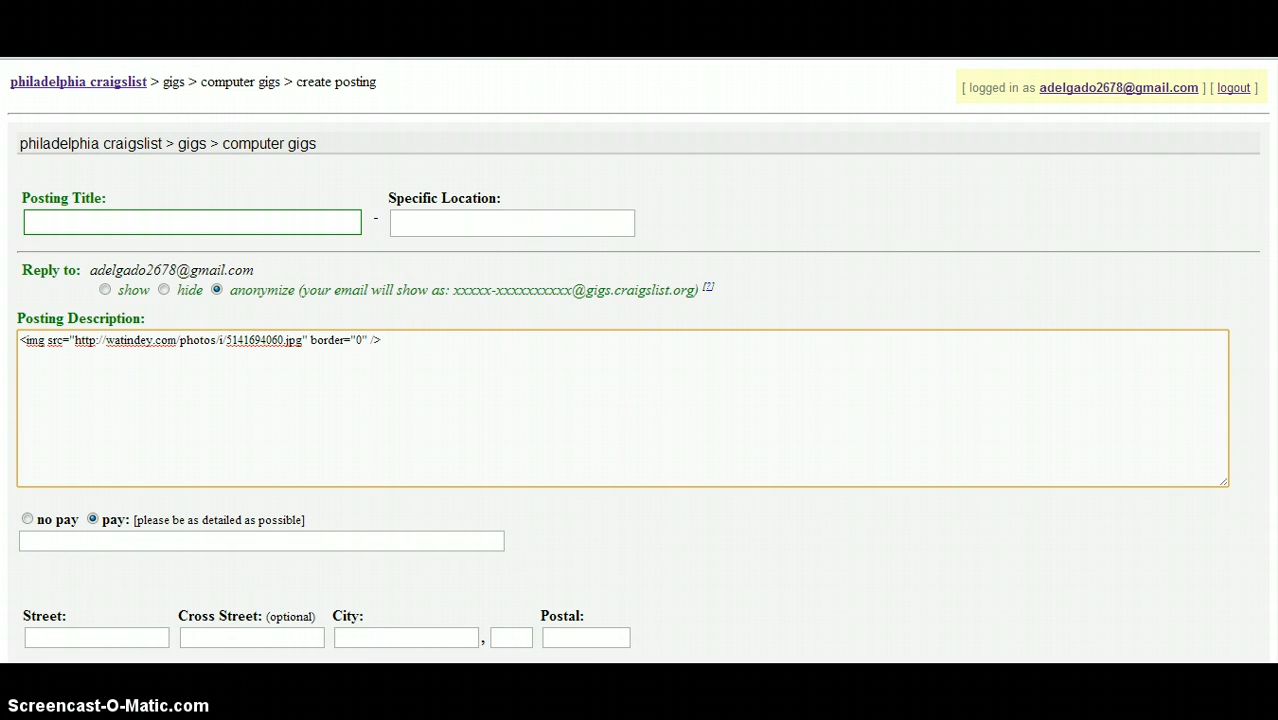 philadelphia craigslist > gigs > computer gigs > create posting
[ logged in as adelgado2678@gmail.com ] [ logout ]
philadelphia craigslist > gigs > computer gigs
Posting Title: Specific Location:
-
Reply to: adelgado2678@gmail.com
show hide anonymize (your email will show as: xxxxx-xxxxxxxxxx@gigs.craigslist.org) [?]
Posting Description:
<img src="http://watindey.com/photos/i/5141694060.jpg" border="0" />
no pay pay: [please be as detailed as possible]
Street: Cross Street: (optional) City: Postal:
,
Screencast-O-Matic.com